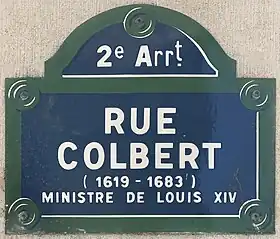 2e Arrt.
RUE
COLBERT
( 1619 - 1683 )
MINISTRE DE LOUIS XIV